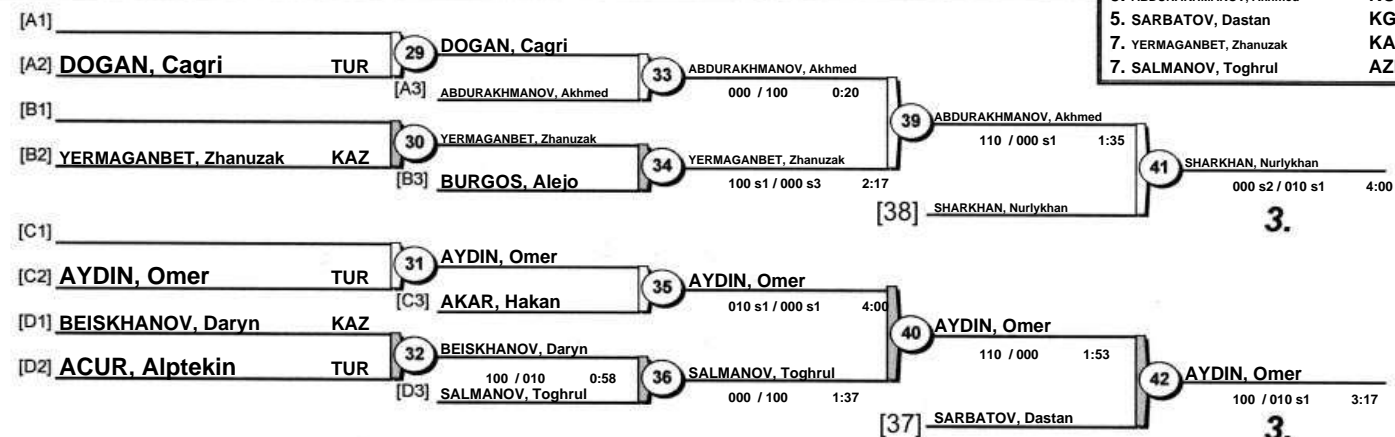 5. SARBATOV, Dastan KG
7. YERMAGANBET, Zhanuzak KA
7. SALMANOV, Toghrul AZ
[A1]
[A2] DOGAN, Cagri TUR
29
DOGAN, Cagri
[A3] ABDURAKHMANOV, Akhmed
33
ABDURAKHMANOV, Akhmed
000 / 100 0:20
[B1]
[B2] YERMAGANBET, Zhanuzak KAZ
30
YERMAGANBET, Zhanuzak
[B3] BURGOS, Alejo
34
YERMAGANBET, Zhanuzak
100 s1 / 000 s3 2:17
39
ABDURAKHMANOV, Akhmed
110 / 000 s1 1:35
[38] SHARKHAN, Nurlykhan
41
SHARKHAN, Nurlykhan
000 s2 / 010 s1 4:00
3.
[C1]
[C2] AYDIN, Omer TUR
31
AYDIN, Omer
[C3] AKAR, Hakan
35
AYDIN, Omer
010 s1 / 000 s1 4:00
[D1] BEISKHANOV, Daryn KAZ
[D2] ACUR, Alptekin TUR
32
BEISKHANOV, Daryn
100 / 010 0:58
[D3] SALMANOV, Toghrul
36
SALMANOV, Toghrul
000 / 100 1:37
40
AYDIN, Omer
110 / 000 1:53
[37] SARBATOV, Dastan
42
AYDIN, Omer
100 / 010 s1 3:17
3.